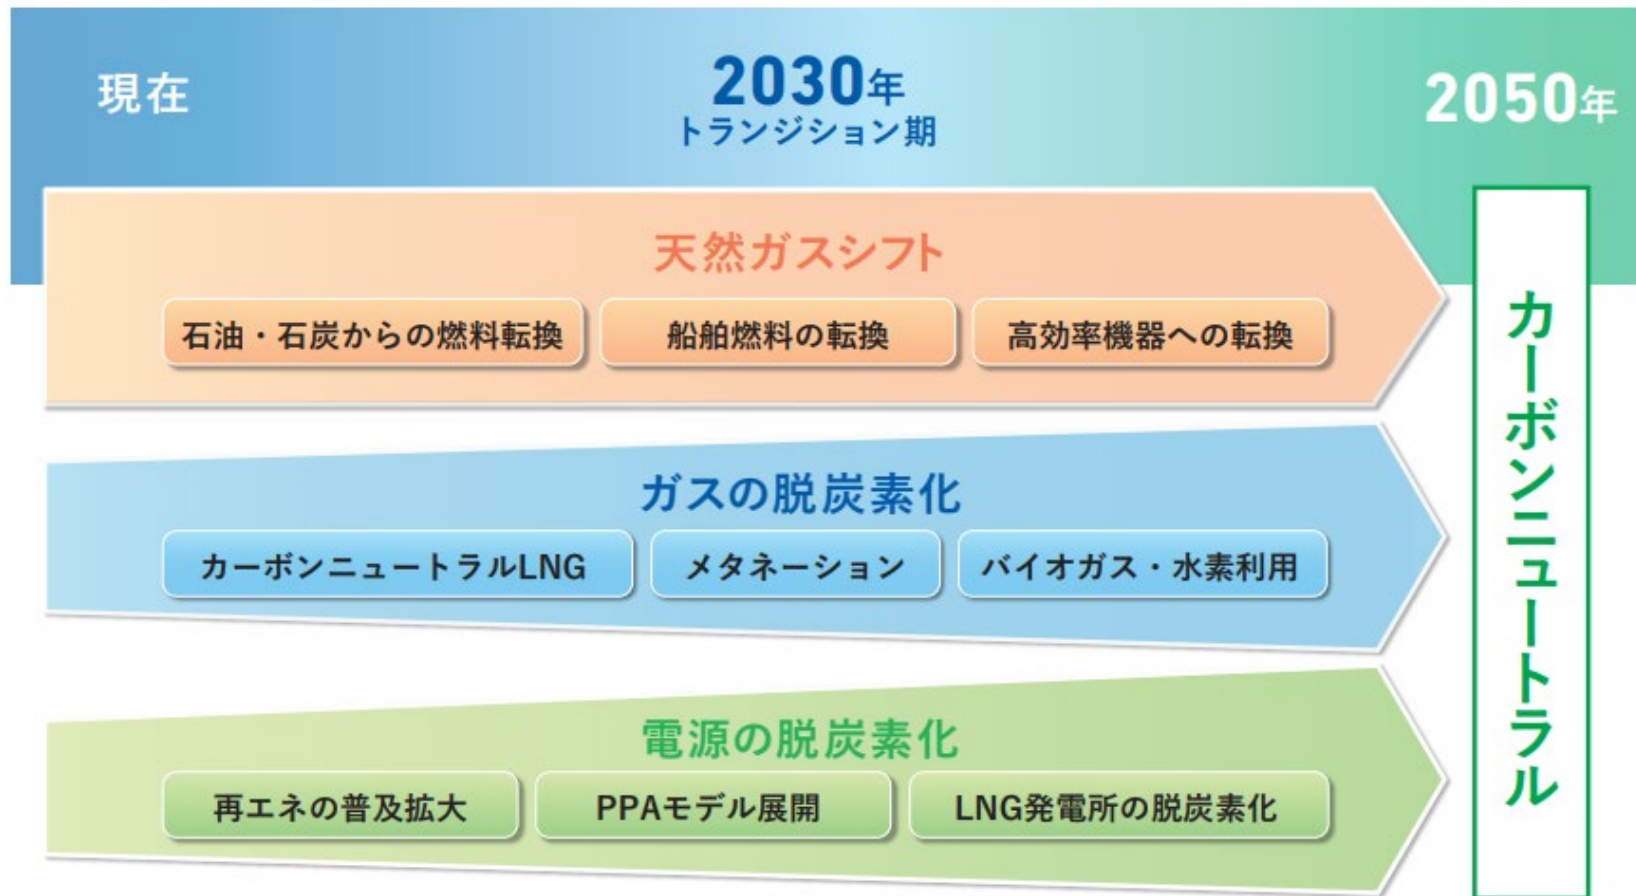 現在
2030年
トランジション期
2050年
天然ガスシフト
石油・石炭からの燃料転換
船舶燃料の転換
高効率機器への転換
ガスの脱炭素化
カーボンニュートラルLNG
メタネーション
バイオガス・水素利用
電源の脱炭素化
再エネの普及拡大
PPAモデル展開
LNG発電所の脱炭素化
カーボンニュートラル